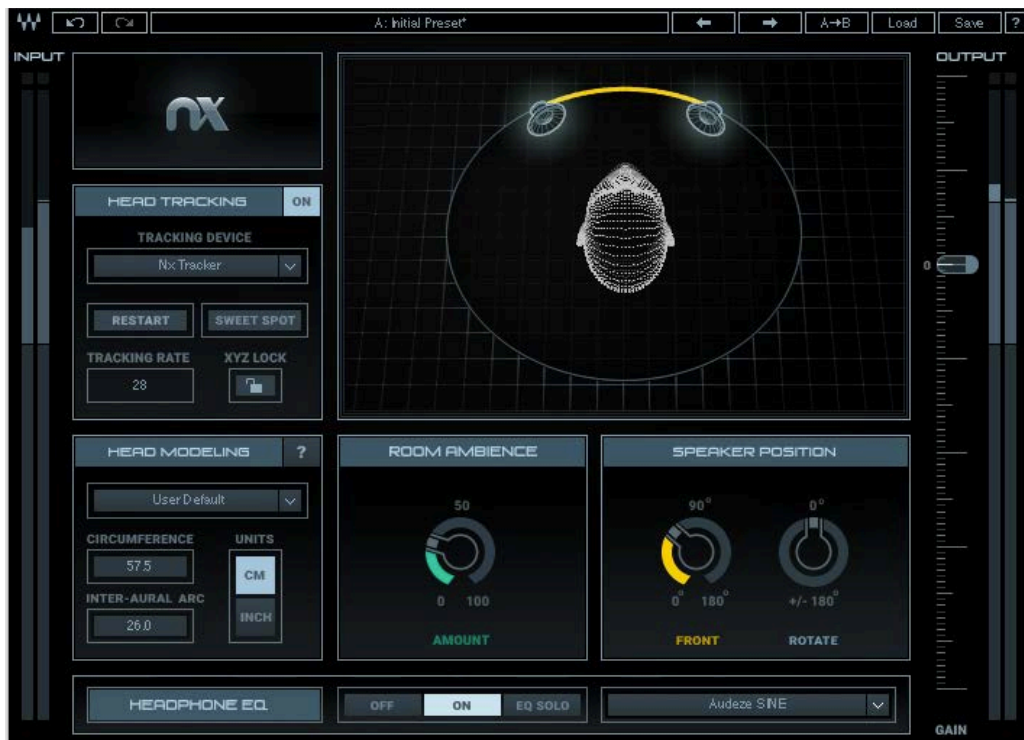 A: Initial Preset*
A→B
Load
Save
?
INPUT
OUTPUT
nx
HEAD TRACKING
ON
TRACKING DEVICE
Nx Tracker
RESTART
SWEET SPOT
TRACKING RATE
XYZ LOCK
28
0
HEAD MODELING
?
User Default
CIRCUMFERENCE
UNITS
57.5
CM
INTER-AURAL ARC
26.0
INCH
ROOM AMBIENCE
50
0 100
AMOUNT
SPEAKER POSITION
90° 0°
0° 180° +/- 180°
FRONT ROTATE
HEADPHONE EQ
OFF
ON
EQ SOLO
Audeze SINE
GAIN